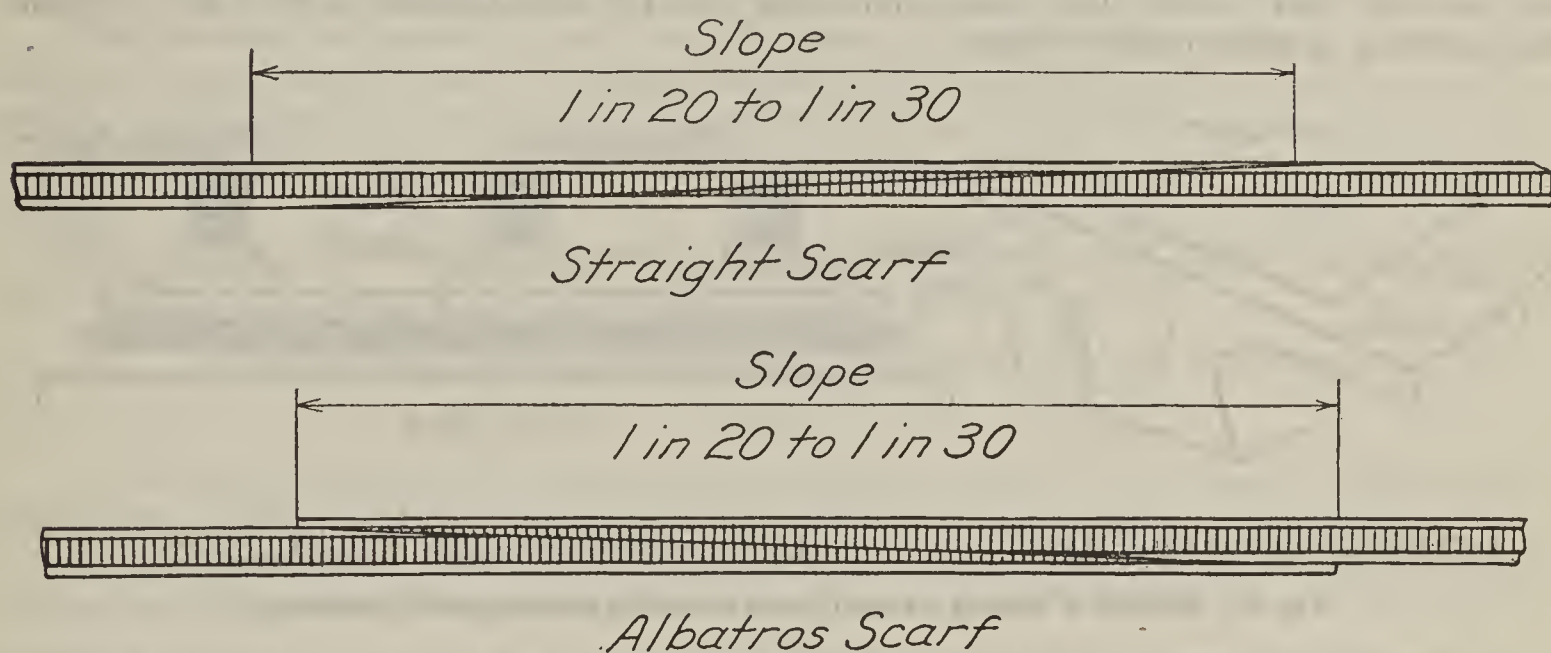 Slope
1 in 20 to 1 in 30
Straight Scarf
Slope
1 in 20 to 1 in 30
Albatros Scarf